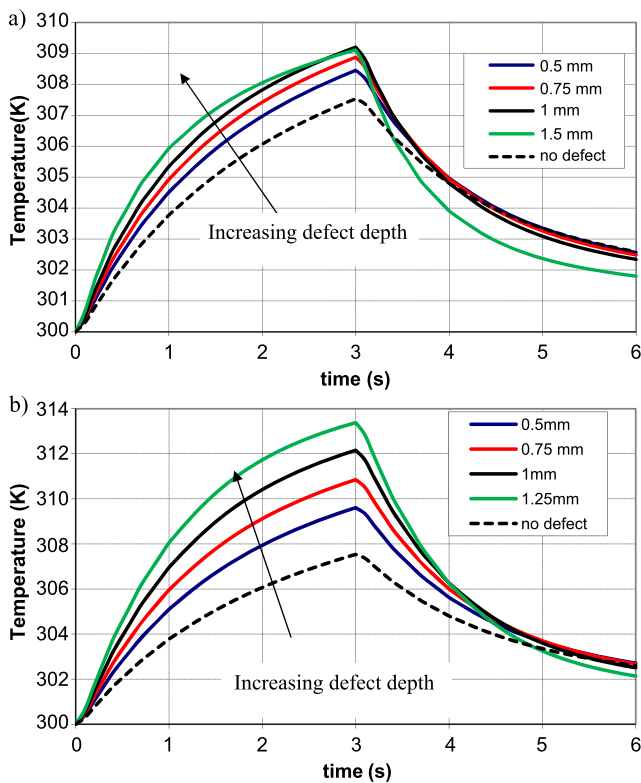 a)
310
309
308
307
306
305
304
303
302
301
300
Temperature(K)
0.5 mm
0.75 mm
1 mm
1.5 mm
no defect
Increasing defect depth
0 1 2 3 4 5 6
time (s)
b)
314
312
310
308
306
304
302
300
Temperature (K)
0.5mm
0.75 mm
1mm
1.25mm
no defect
Increasing defect depth
0 1 2 3 4 5 6
time (s)